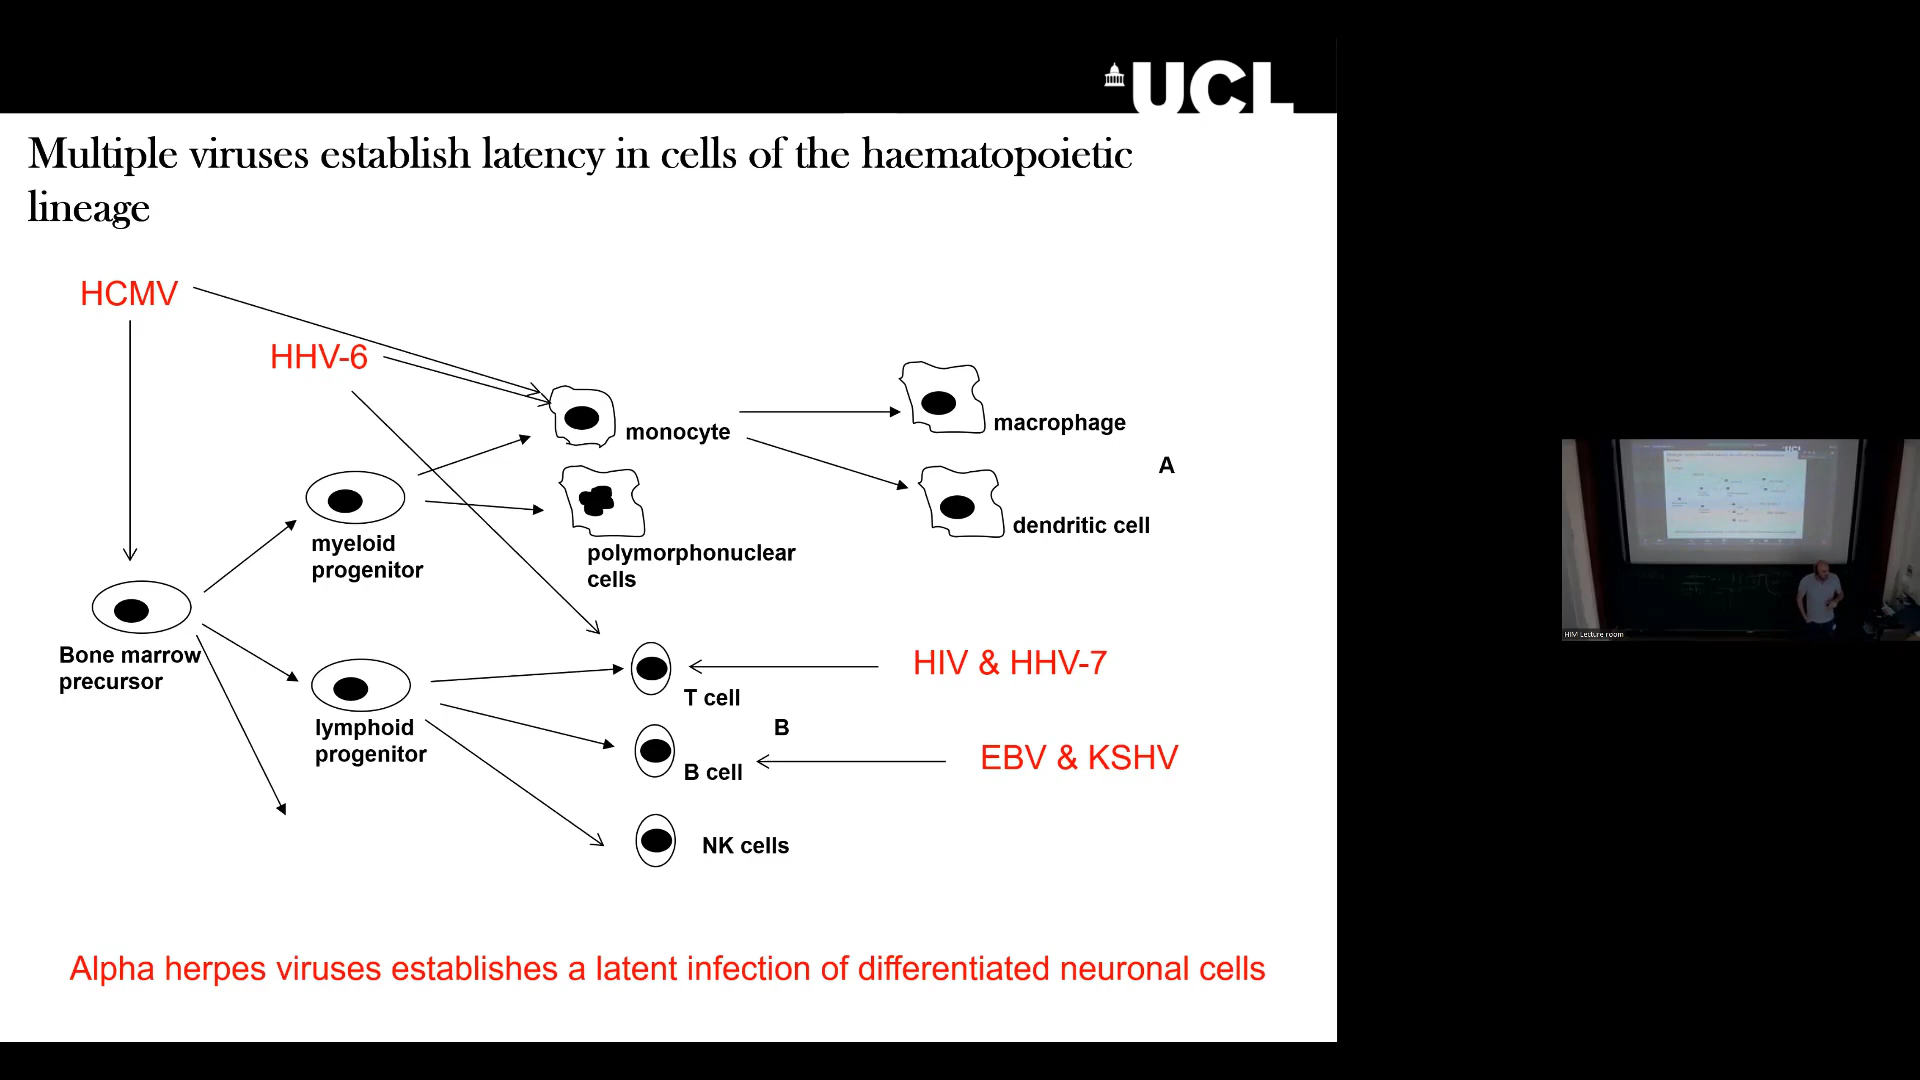 UCL
Multiple viruses establish latency in cells of the haematopoietic
lineage
HCMV
HHV-6
monocyte
macrophage
A
dendritic cell
myeloid
progenitor
polymorphonuclear
cells
Bone marrow
precursor
HIV & HHV-7
T cell
lymphoid
progenitor
B
B cell
EBV & KSHV
NK cells
Alpha herpes viruses establishes a latent infection of differentiated neuronal cells
HIM Lecture room